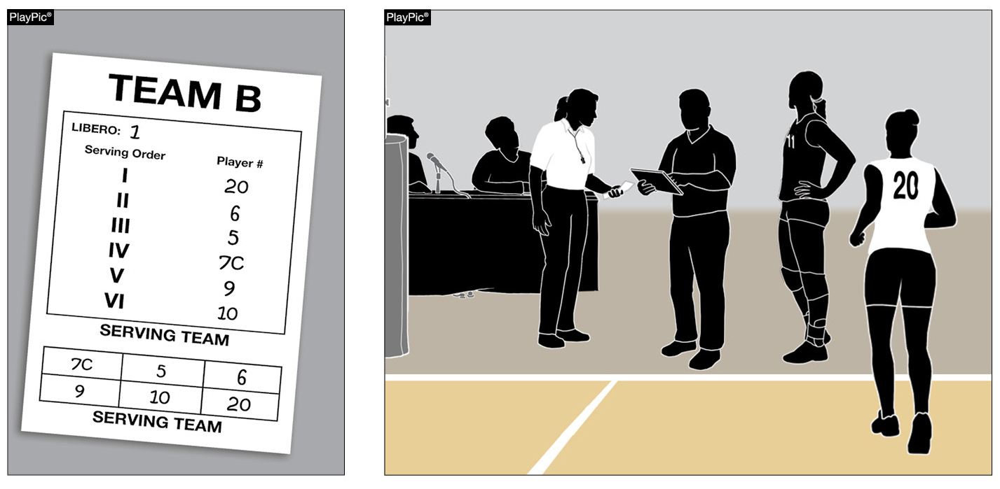 PlayPic®
TEAM B
LIBERO: 1
Serving Order Player #
I 20
II 6
III 5
IV 7C
V 9
VI 10
SERVING TEAM
7C 5 6
9 10 20
SERVING TEAM
PlayPic®
11
20